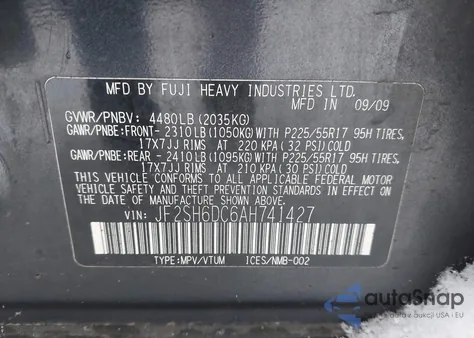 MFD BY FUJI HEAVY INDUSTRIES LTD.
MFD IN 09/09
GVWR/PNBV: 4480LB (2035KG)
GAWR/PNBE: FRONT- 2310LB (1050KG) WITH P225/55R17 95H TIRES,
17X7JJ RIMS AT 220 KPA (32 PSI) COLD
GAWR/PNBE: REAR - 2410LB (1095KG) WITH P225/55R17 95H TIRES,
17X7JJ RIMS AT 210 KPA (30 PSI) COLD
THIS VEHICLE CONFORMS TO ALL APPLICABLE FEDERAL MOTOR
VEHICLE SAFETY STANDARDS IN EFFECT ON
THE DATE OF MANUFACTURE SHOWN ABOVE.
VIN: JF2SH6DC6AH741427
TYPE:MPV/VTUM ICES/NMB-002
autoSnap
Autos auction USA i EU